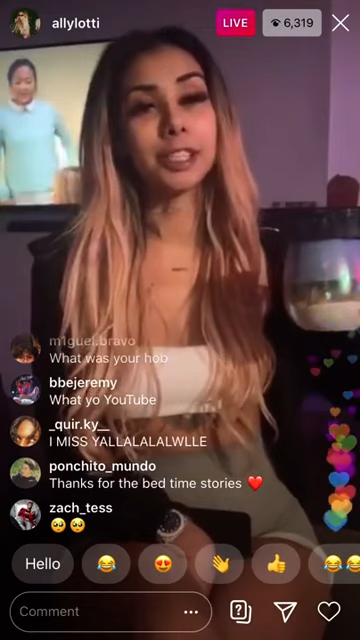 allylotti
LIVE
6,319
m1guel.bravo
What was your hob
bbejeremy
What yo YouTube
_quir.ky__
I MISS YALLALALALWLLE
ponchito_mundo
Thanks for the bed time stories ❤️
zach_tess
🥺🥺
Hello 😂 😍 👋 👍 😂😂
Comment